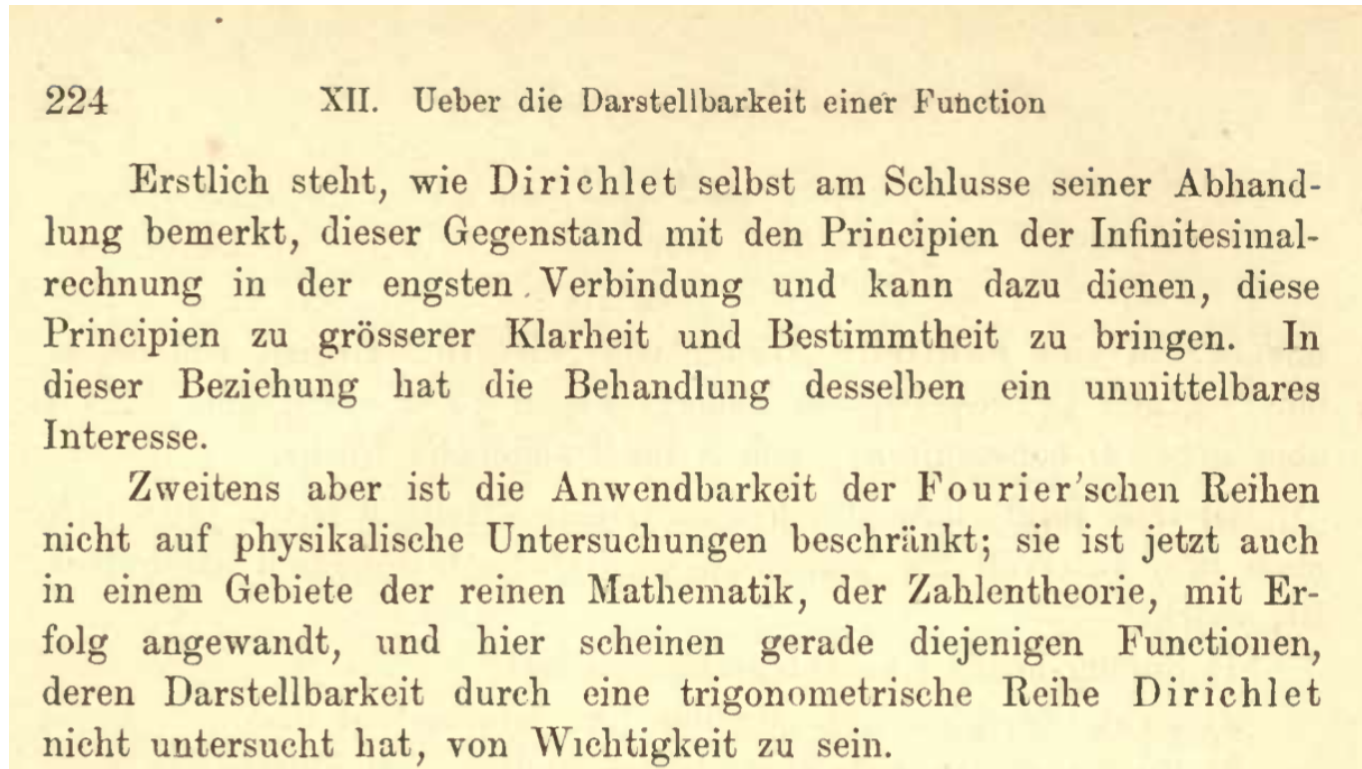 224 XII. Ueber die Darstellbarkeit einer Function
Erstlich steht, wie Dirichlet selbst am Schlusse seiner Abhand-
lung bemerkt, dieser Gegenstand mit den Principien der Infinitesimal-
rechnung in der engsten Verbindung und kann dazu dienen, diese
Principien zu grösserer Klarheit und Bestimmtheit zu bringen. In
dieser Beziehung hat die Behandlung desselben ein unmittelbares
Interesse.
Zweitens aber ist die Anwendbarkeit der Fourier'schen Reihen
nicht auf physikalische Untersuchungen beschränkt; sie ist jetzt auch
in einem Gebiete der reinen Mathematik, der Zahlentheorie, mit Er-
folg angewandt, und hier scheinen gerade diejenigen Functionen,
deren Darstellbarkeit durch eine trigonometrische Reihe Dirichlet
nicht untersucht hat, von Wichtigkeit zu sein.